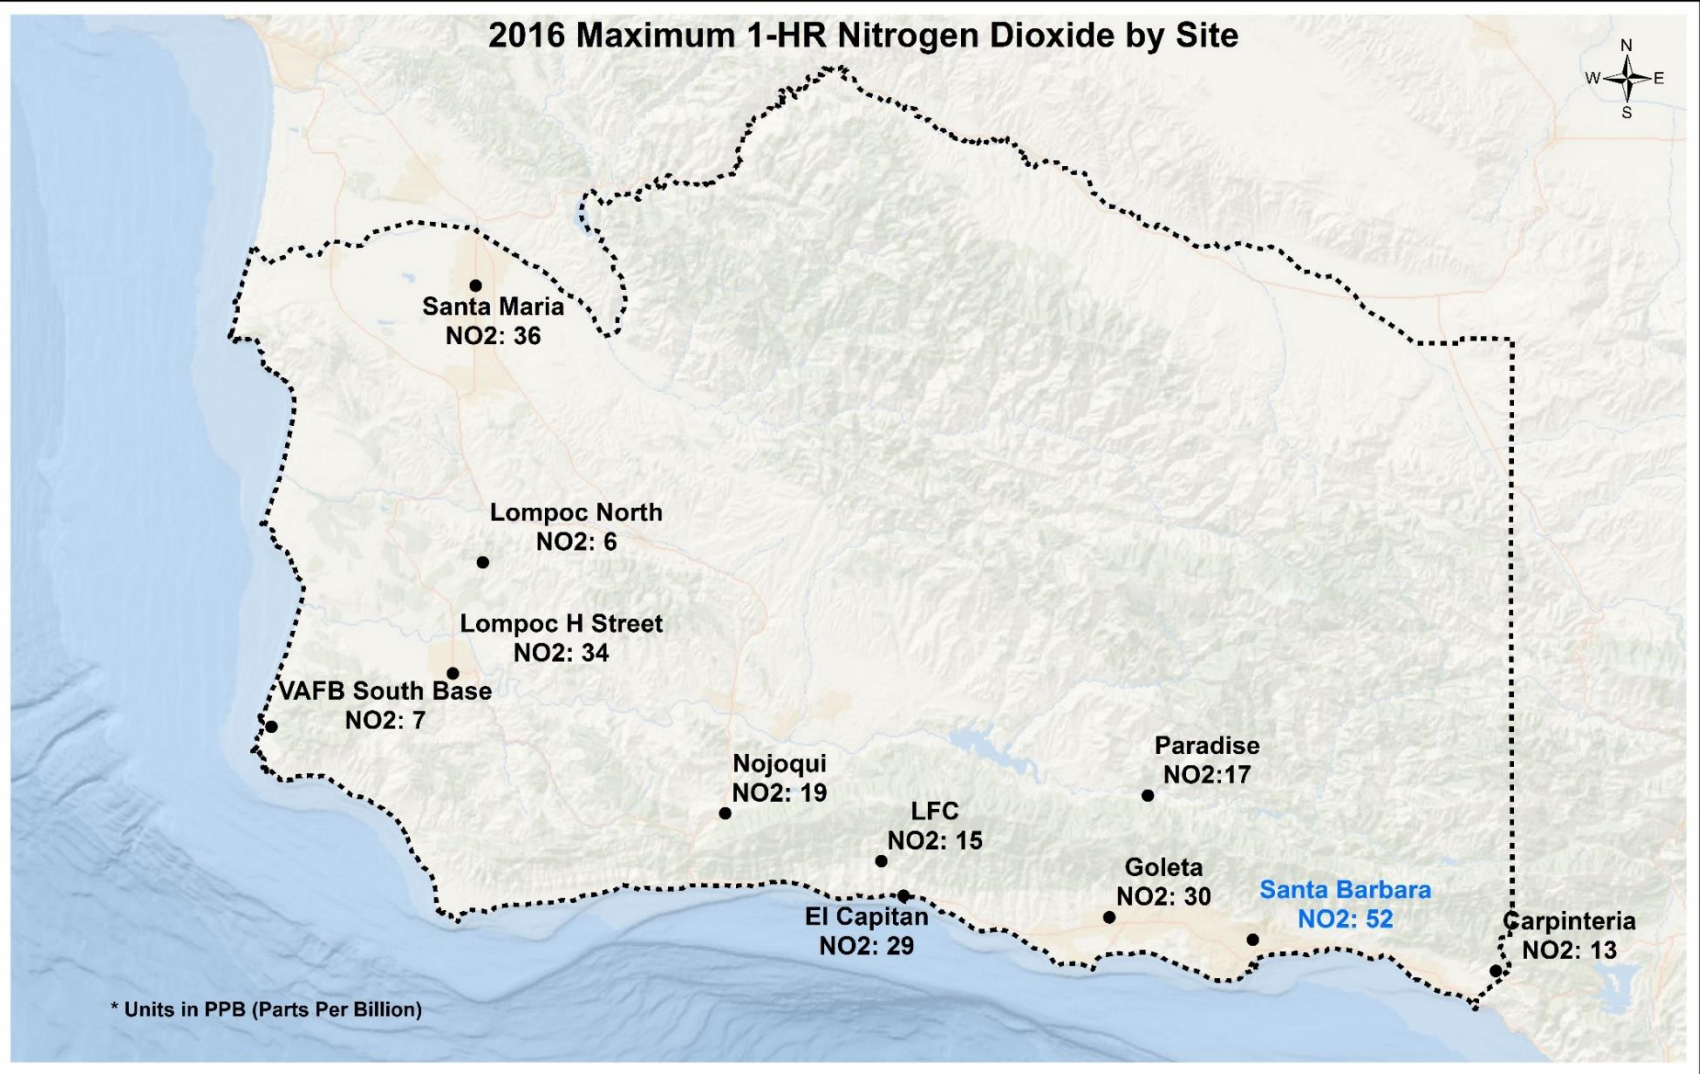 2016 Maximum 1-HR Nitrogen Dioxide by Site
N
W E
S
Santa Maria
NO2: 36
Lompoc North
NO2: 6
Lompoc H Street
NO2: 34
VAFB South Base
NO2: 7
Nojoqui
NO2: 19
Paradise
NO2:17
LFC
NO2: 15
Goleta
NO2: 30
Santa Barbara
NO2: 52
El Capitan
NO2: 29
Carpinteria
NO2: 13
* Units in PPB (Parts Per Billion)